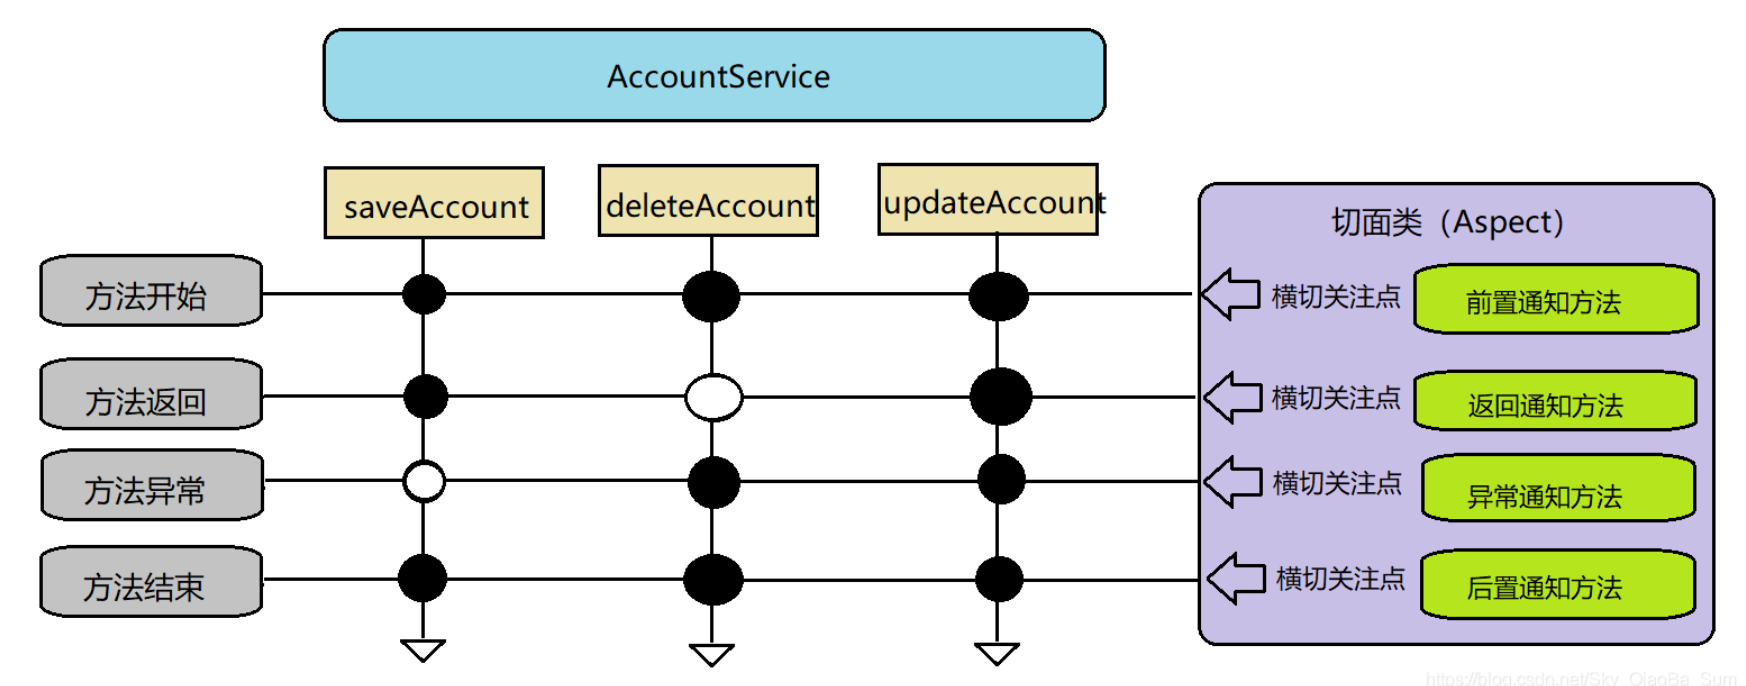 AccountService
saveAccount
deleteAccount
updateAccount
切面类（Aspect）
方法开始
横切关注点
前置通知方法
方法返回
横切关注点
返回通知方法
方法异常
横切关注点
异常通知方法
方法结束
横切关注点
后置通知方法
https://blog.csdn.net/Sky_QiaoBa_Sum